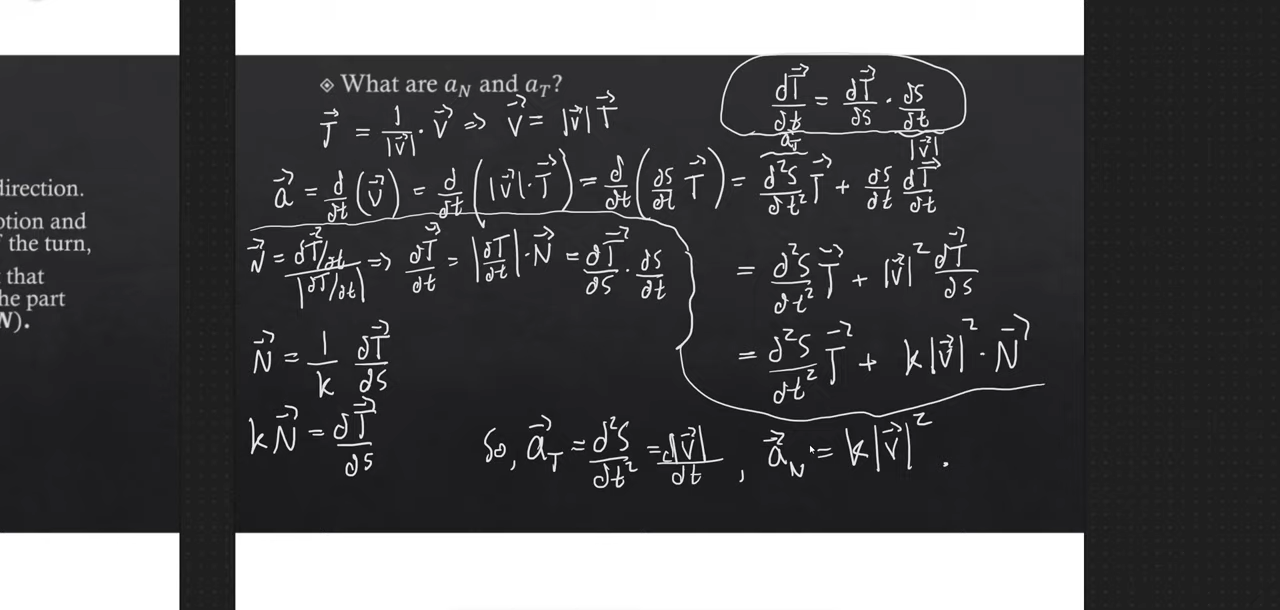 direction.
otion and
f the turn,
that
he part
N).
◈ What are a_N and a_T?
T⃗ = 1/|v⃗| · v⃗ => v⃗ = |v⃗| T⃗
dT⃗/dt = dT⃗/ds · ds/dt
a_T
|v⃗|
a⃗ = d/dt (v⃗) = d/dt (|v⃗| · T⃗) = d/dt (ds/dt T⃗) = d²s/dt² T⃗ + ds/dt dT⃗/dt
= d²s/dt² T⃗ + |v⃗|² dT⃗/ds
= d²s/dt² T⃗ + k|v⃗|² · N⃗
N⃗ = (dT⃗/dt)/|dT⃗/dt| => dT⃗/dt = |dT⃗/dt| · N⃗ = dT⃗/ds · ds/dt
N⃗ = 1/k dT⃗/ds
kN⃗ = dT⃗/ds
So, a⃗_T = d²s/dt² = d|v⃗|/dt , a⃗_N = k|v⃗|² .